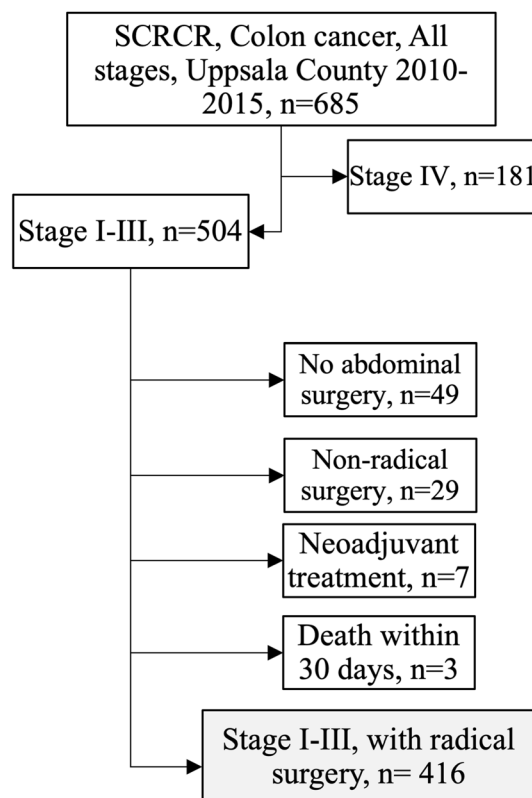 SCRCR, Colon cancer, All
stages, Uppsala County 2010-
2015, n=685
Stage IV, n=181
Stage I-III, n=504
No abdominal
surgery, n=49
Non-radical
surgery, n=29
Neoadjuvant
treatment, n=7
Death within
30 days, n=3
Stage I-III, with radical
surgery, n= 416